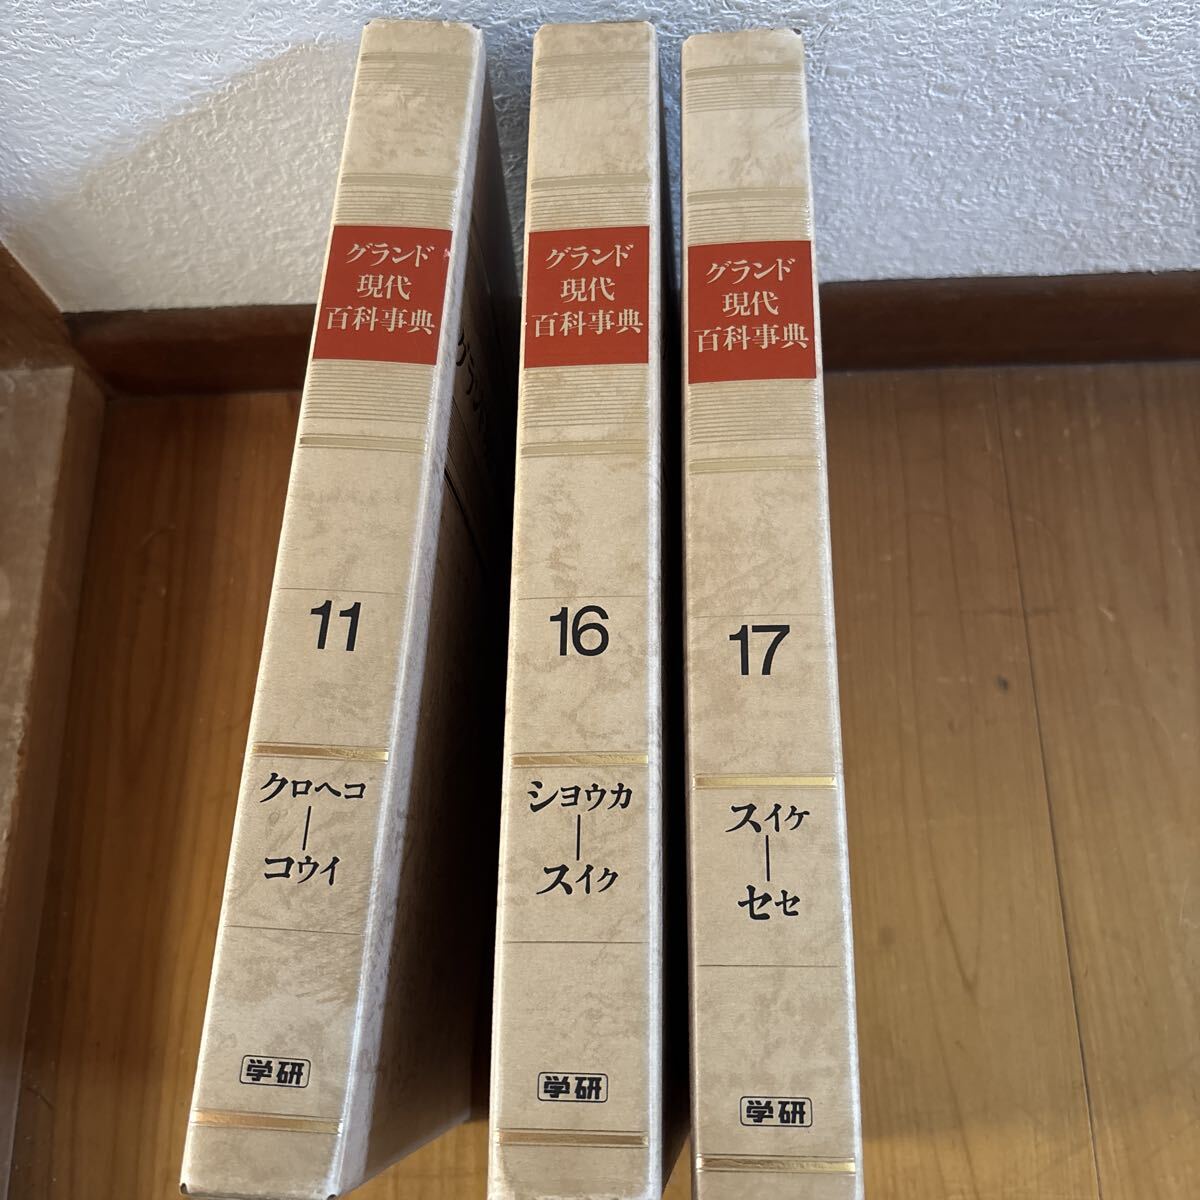 グランド
現代
百科事典
11
クロヘコ
|
コウイ
学研
グランド
現代
百科事典
16
ショウカ
|
スイク
学研
グランド
現代
百科事典
17
スイケ
|
セセ
学研